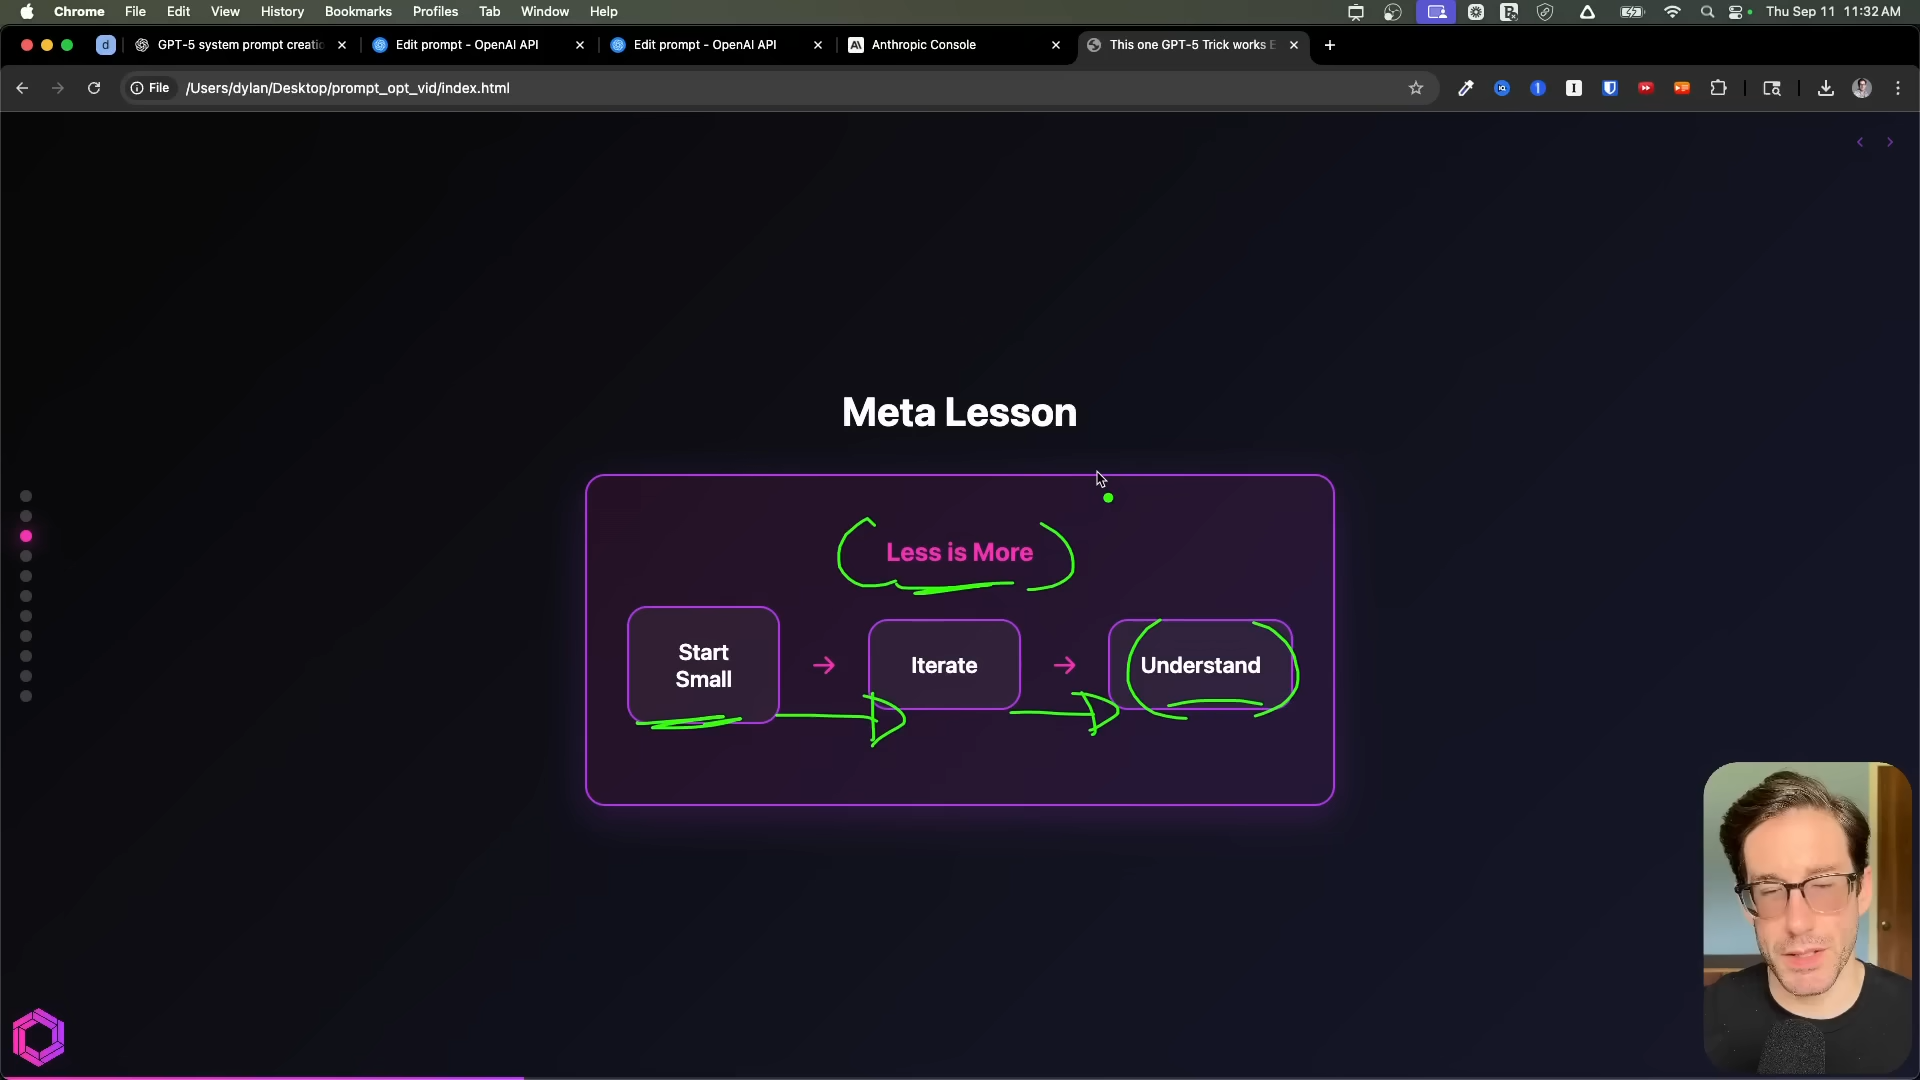 Chrome File Edit View History Bookmarks Profiles Tab Window Help Thu Sep 11 11:32 AM
d GPT-5 system prompt creatio Edit prompt - OpenAI API Edit prompt - OpenAI API Anthropic Console This one GPT-5 Trick works E
File /Users/dylan/Desktop/prompt_opt_vid/index.html
Meta Lesson
Less is More
Start
Small
→
Iterate
→
Understand